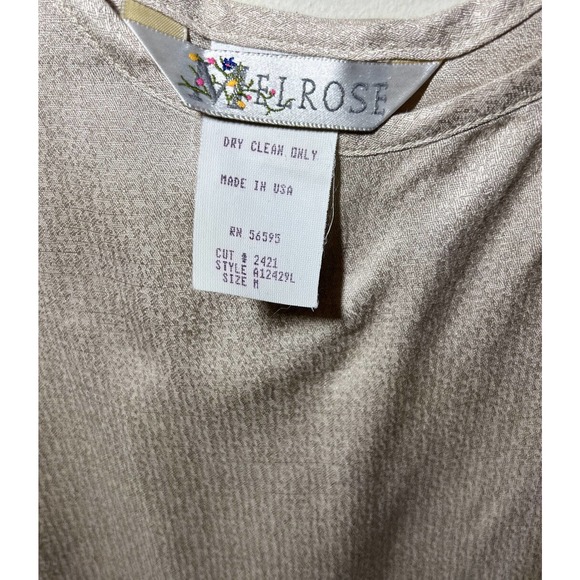 MELROSE
DRY CLEAN ONLY
MADE IN USA
RN 56595
CUT # 2421
STYLE A12429L
SIZE M